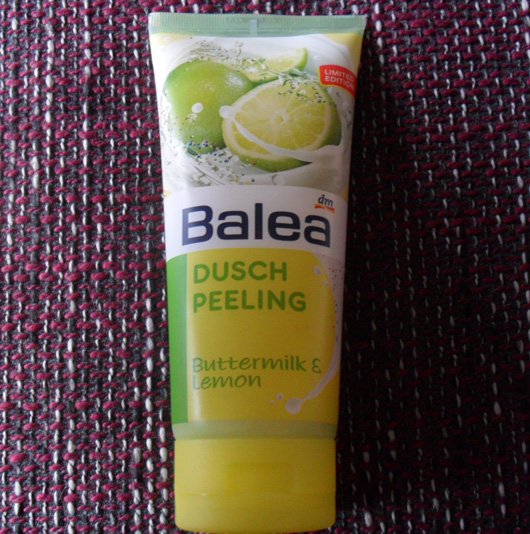 LIMITED
EDITION
dm
Balea
DUSCH
PEELING
Buttermilk &
Lemon